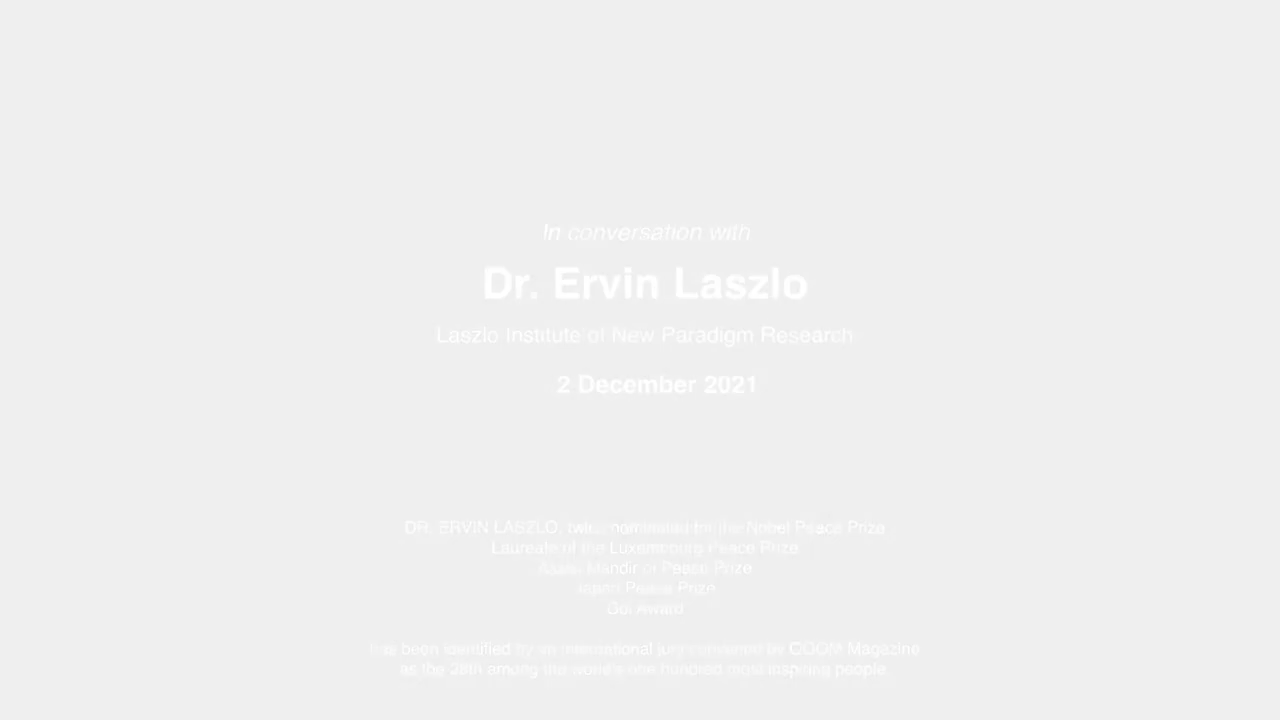 In conversation with
Dr. Ervin Laszlo
Laszlo Institute of New Paradigm Research
2 December 2021
DR. ERVIN LASZLO, twice nominated for the Nobel Peace Prize
Laureate of the Luxembourg Peace Prize
Mandir of Peace Prize
Japan Peace Prize
Goi Award
has been identified by an international jury convened by OOOM Magazine
as the 28th among the world's one hundred most inspiring people